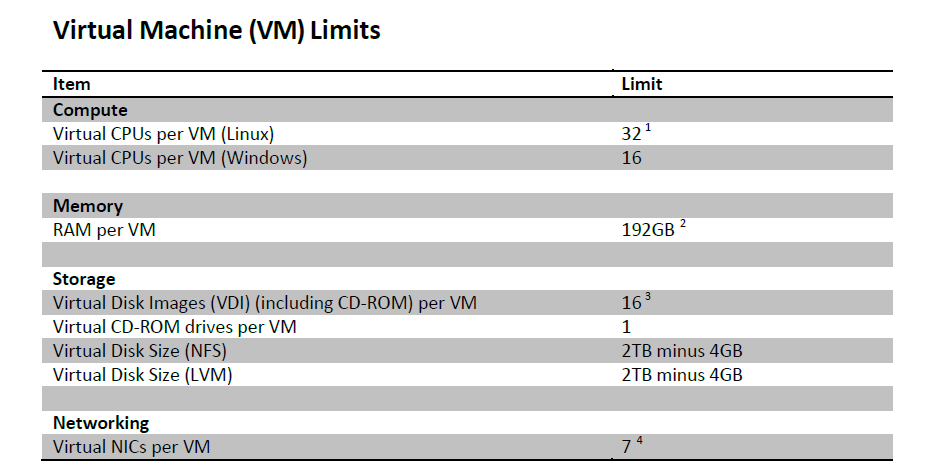 Virtual Machine (VM) Limits
Item Limit
Compute
Virtual CPUs per VM (Linux) 32 1
Virtual CPUs per VM (Windows) 16
Memory
RAM per VM 192GB 2
Storage
Virtual Disk Images (VDI) (including CD-ROM) per VM 16 3
Virtual CD-ROM drives per VM 1
Virtual Disk Size (NFS) 2TB minus 4GB
Virtual Disk Size (LVM) 2TB minus 4GB
Networking
Virtual NICs per VM 7 4